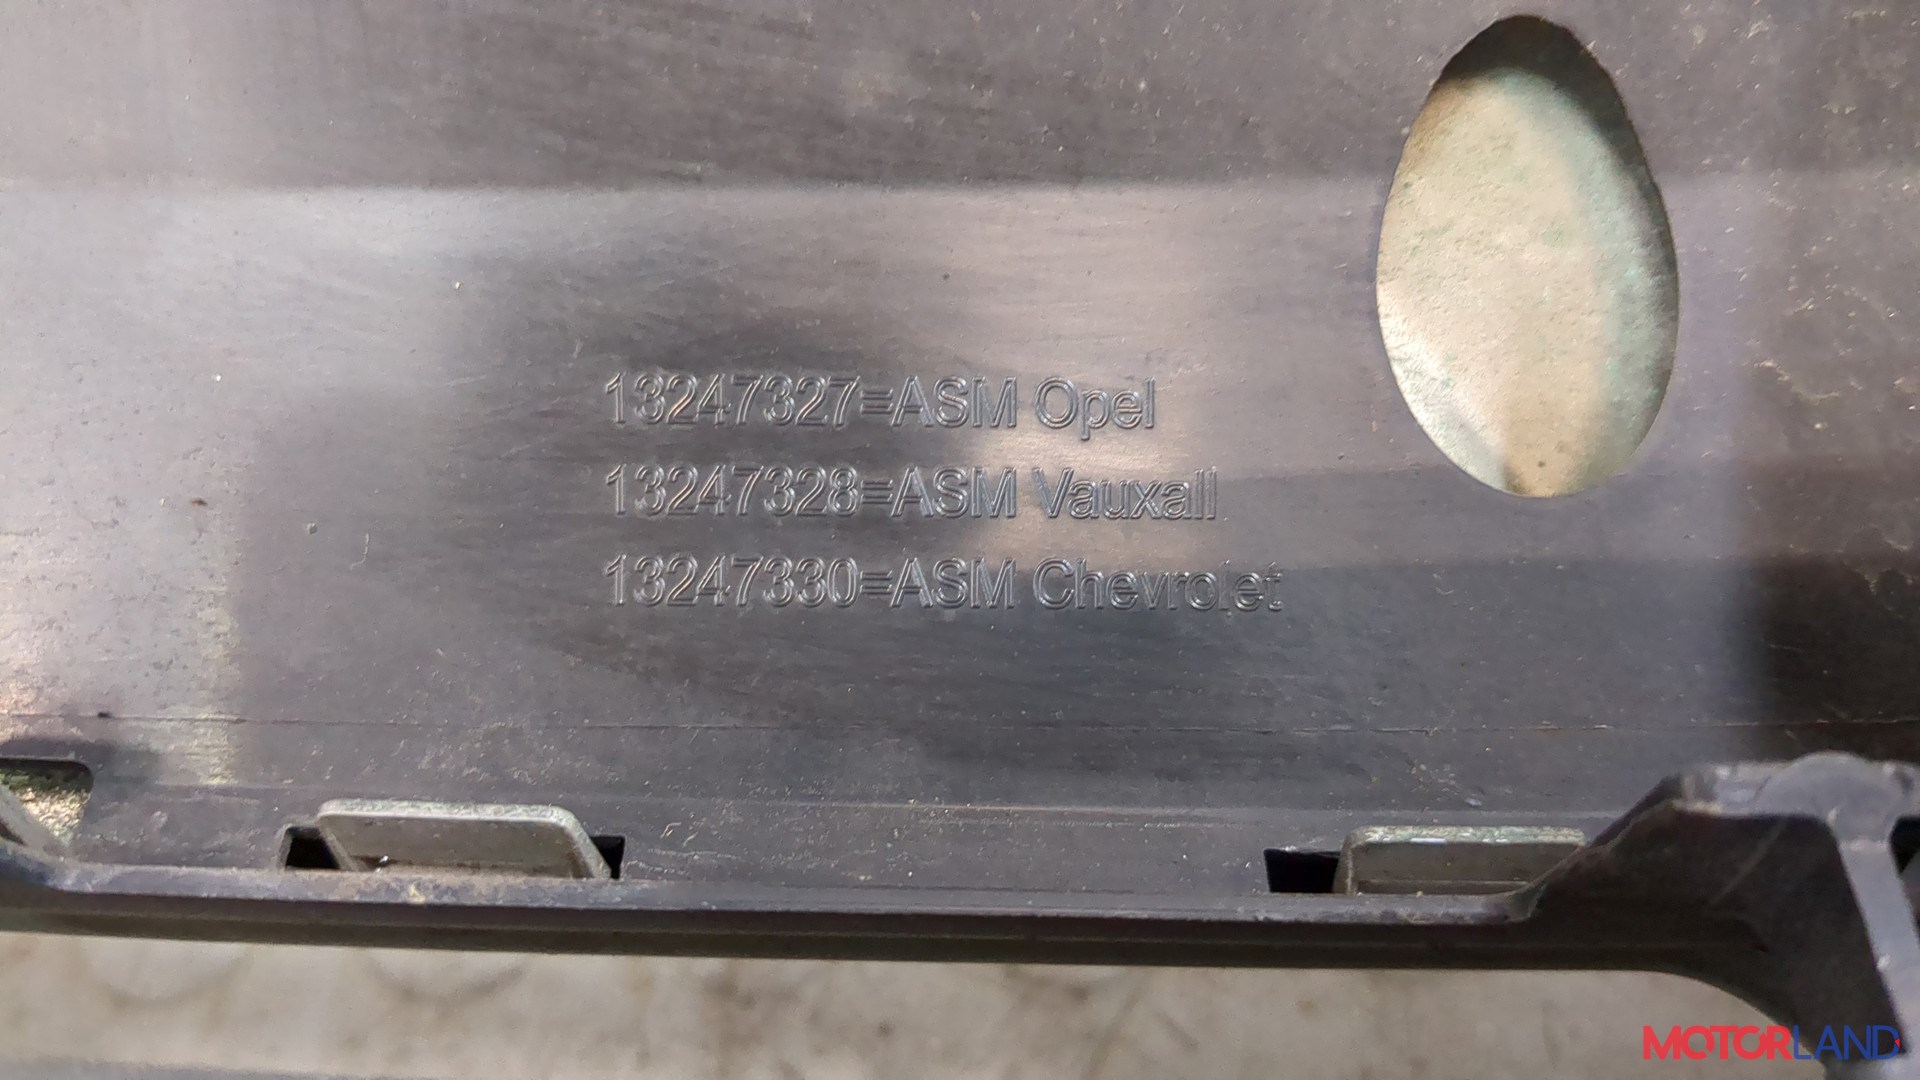 13247327=ASM Opel
13247328=ASM Vauxall
13247330=ASM Chevrolet
MOTORLAND